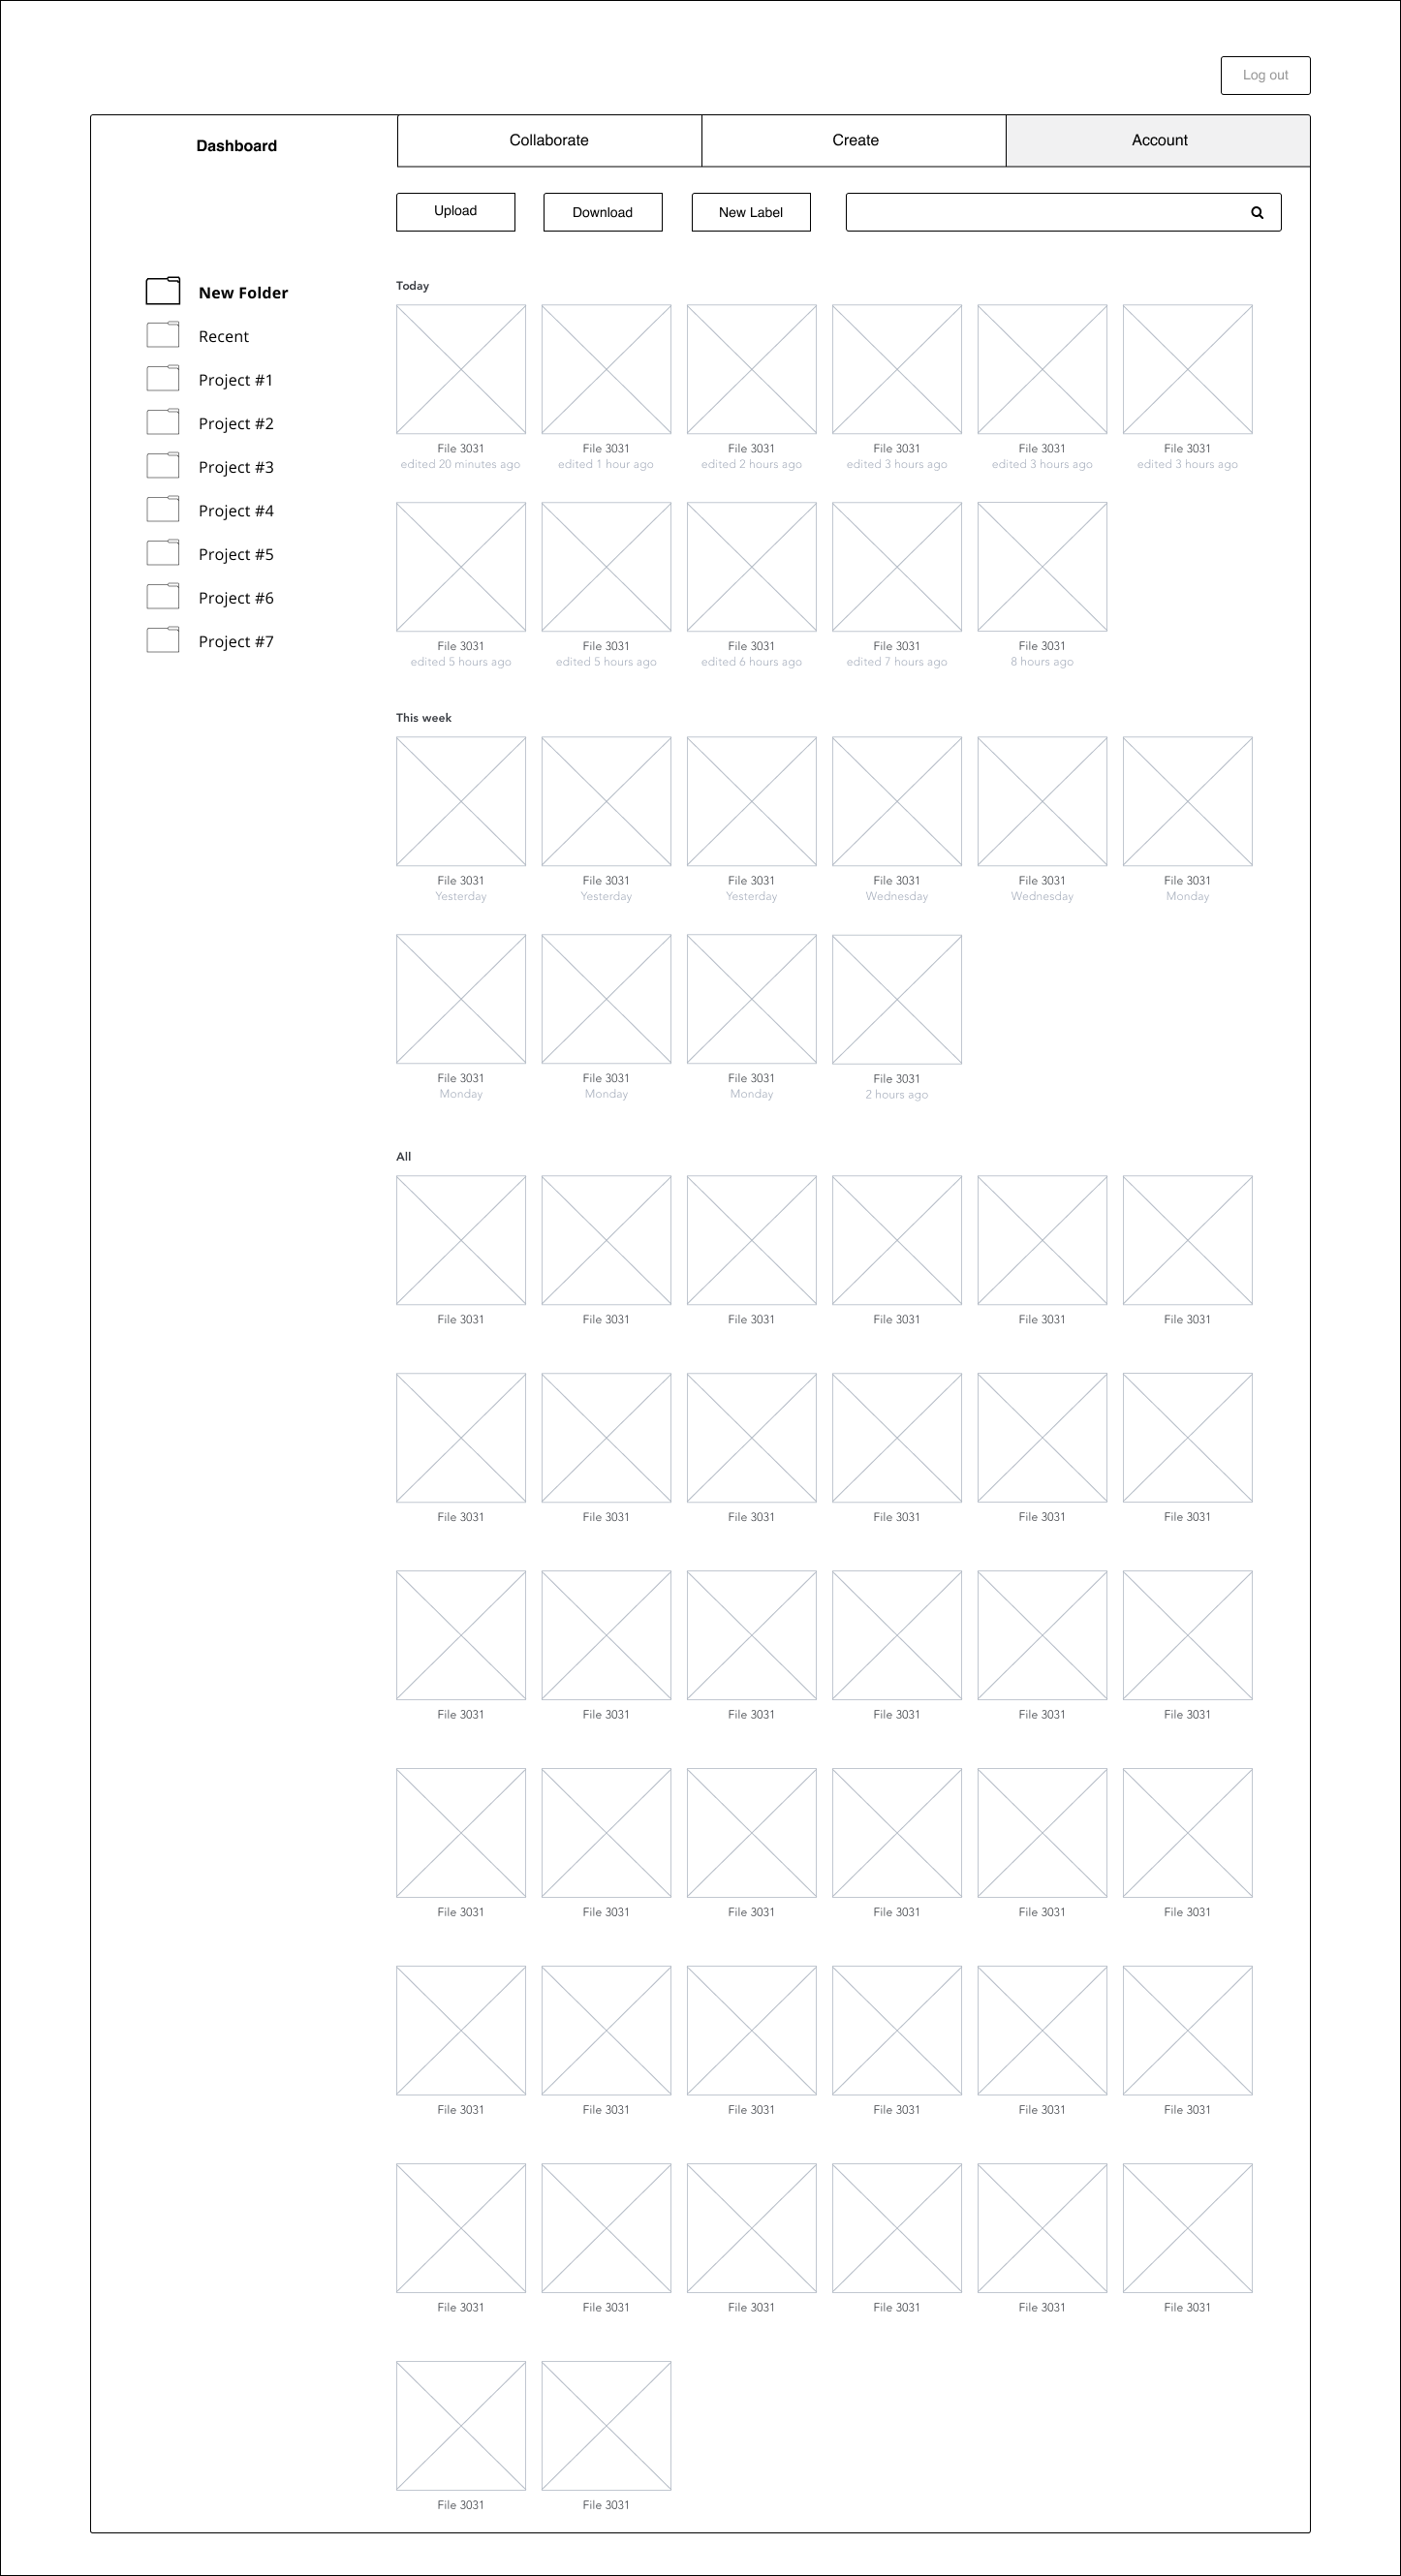 Log out
Dashboard
Collaborate
Create
Account
Upload
Download
New Label
New Folder
Recent
Project #1
Project #2
Project #3
Project #4
Project #5
Project #6
Project #7
Today
File 3031 File 3031 File 3031 File 3031 File 3031 File 3031
edited 20 minutes ago edited 1 hour ago edited 2 hours ago edited 3 hours ago edited 3 hours ago edited 3 hours ago
File 3031 File 3031 File 3031 File 3031 File 3031
edited 5 hours ago edited 5 hours ago edited 6 hours ago edited 7 hours ago 8 hours ago
This week
File 3031 File 3031 File 3031 File 3031 File 3031 File 3031
Yesterday Yesterday Yesterday Wednesday Wednesday Monday
File 3031 File 3031 File 3031 File 3031
Monday Monday Monday 2 hours ago
All
File 3031 File 3031 File 3031 File 3031 File 3031 File 3031
File 3031 File 3031 File 3031 File 3031 File 3031 File 3031
File 3031 File 3031 File 3031 File 3031 File 3031 File 3031
File 3031 File 3031 File 3031 File 3031 File 3031 File 3031
File 3031 File 3031 File 3031 File 3031 File 3031 File 3031
File 3031 File 3031 File 3031 File 3031 File 3031 File 3031
File 3031 File 3031